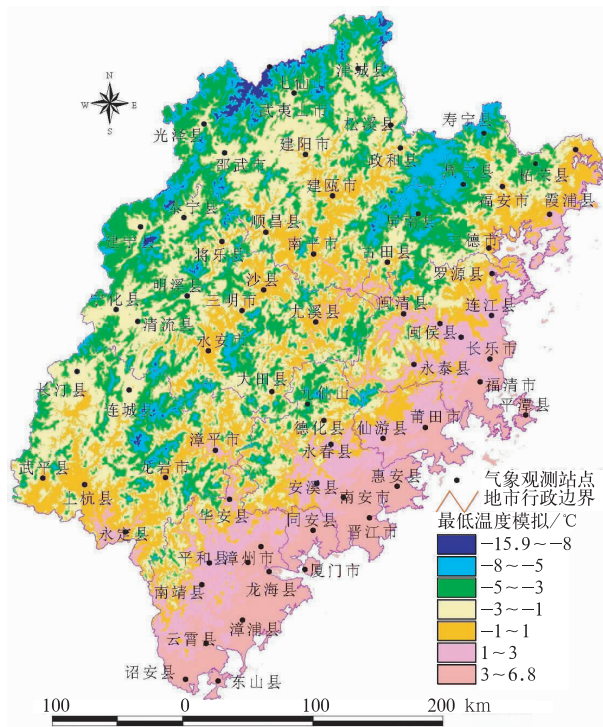 N
W E
S
浦城县
七仙山
武夷山市
光泽县
松溪县
寿宁县
建阳市
邵武市
政和县
周宁县
柘荣县
建瓯市
福安市
泰宁县
霞浦县
屏南县
建宁县
顺昌县
将乐县
南平市
古田县
德市
罗源县
明溪县
沙县
宁化县
三明市
闽清县
连江县
清流县
尤溪县
闽侯县
永安市
长乐市
永泰县
长汀县
大田县
福清市
九仙山
平潭县
连城县
德化县
仙游县
莆田市
漳平市
永春县
武平县
龙岩市
惠安县
气象观测站点
上杭县
安溪县
南安市
地市行政边界
华安县
同安县
晋江市
最低温度模拟/℃
永定县
-15.9~-8
平和县
漳州市
厦门市
-8~-5
南靖县
龙海县
-5~-3
-3~-1
漳浦县
-1~1
云霄县
1~3
诏安县
东山县
3~6.8
100 0 100 200 km